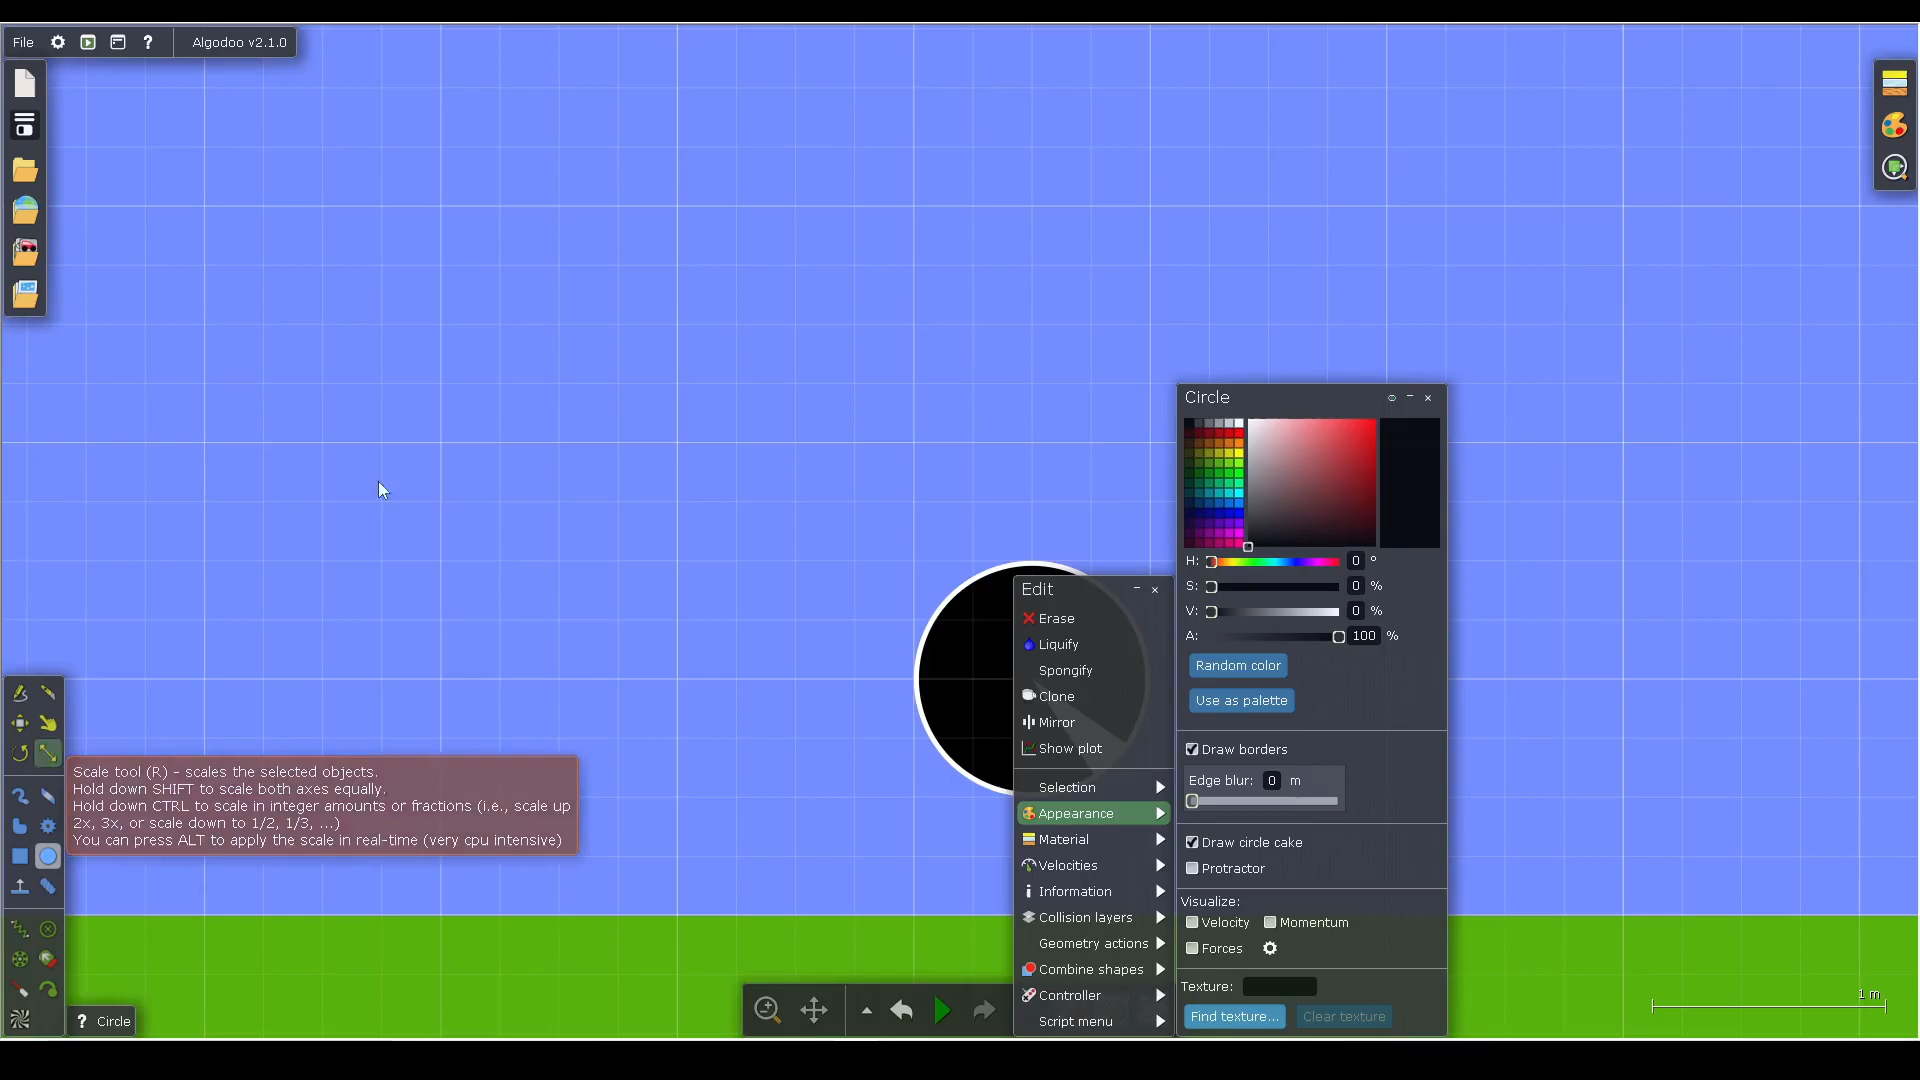 File
?
Algodoo v2.1.0
Circle
H: 0 °
S: 0 %
V: 0 %
A: 100 %
Random color
Use as palette
Draw borders
Edge blur: 0 m
Draw circle cake
Protractor
Visualize:
Velocity Momentum
Forces
Texture:
Find texture... Clear texture
Edit
Erase
Liquify
Spongify
Clone
Mirror
Show plot
Selection
Appearance
Material
Velocities
Information
Collision layers
Geometry actions
Combine shapes
Controller
Script menu
Scale tool (R) - scales the selected objects.
Hold down SHIFT to scale both axes equally.
Hold down CTRL to scale in integer amounts or fractions (i.e., scale up
2x, 3x, or scale down to 1/2, 1/3, ...)
You can press ALT to apply the scale in real-time (very cpu intensive)
? Circle
1 m